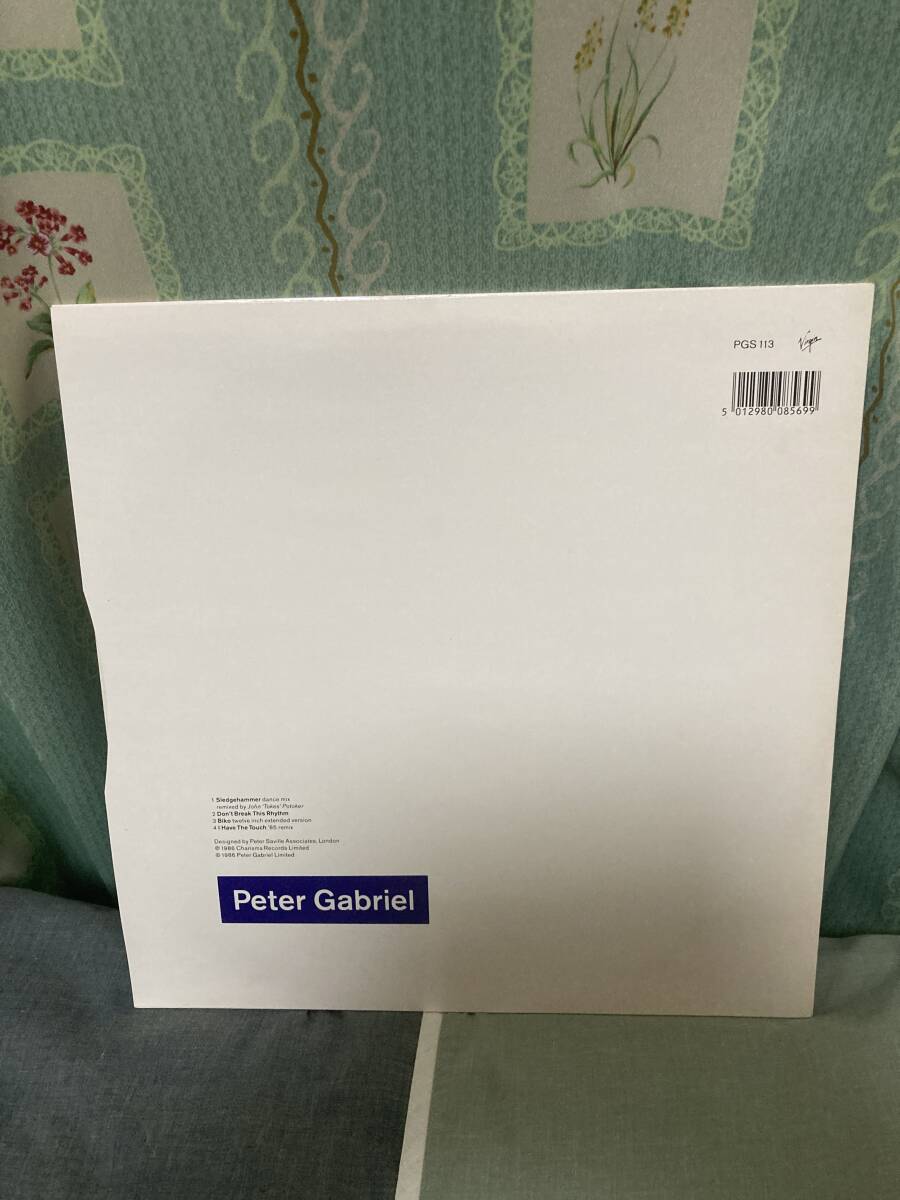 PGS 113 Virgin
5 012980 085699
1 Sledgehammer dance mix
remixed by John 'Tokes' Potoker
2 Don't Break This Rhythm
3 Biko twelve inch extended version
4 I Have The Touch '85 remix
Designed by Peter Saville Associates, London
℗ 1986 Charisma Records Limited
© 1986 Peter Gabriel Limited
Peter Gabriel